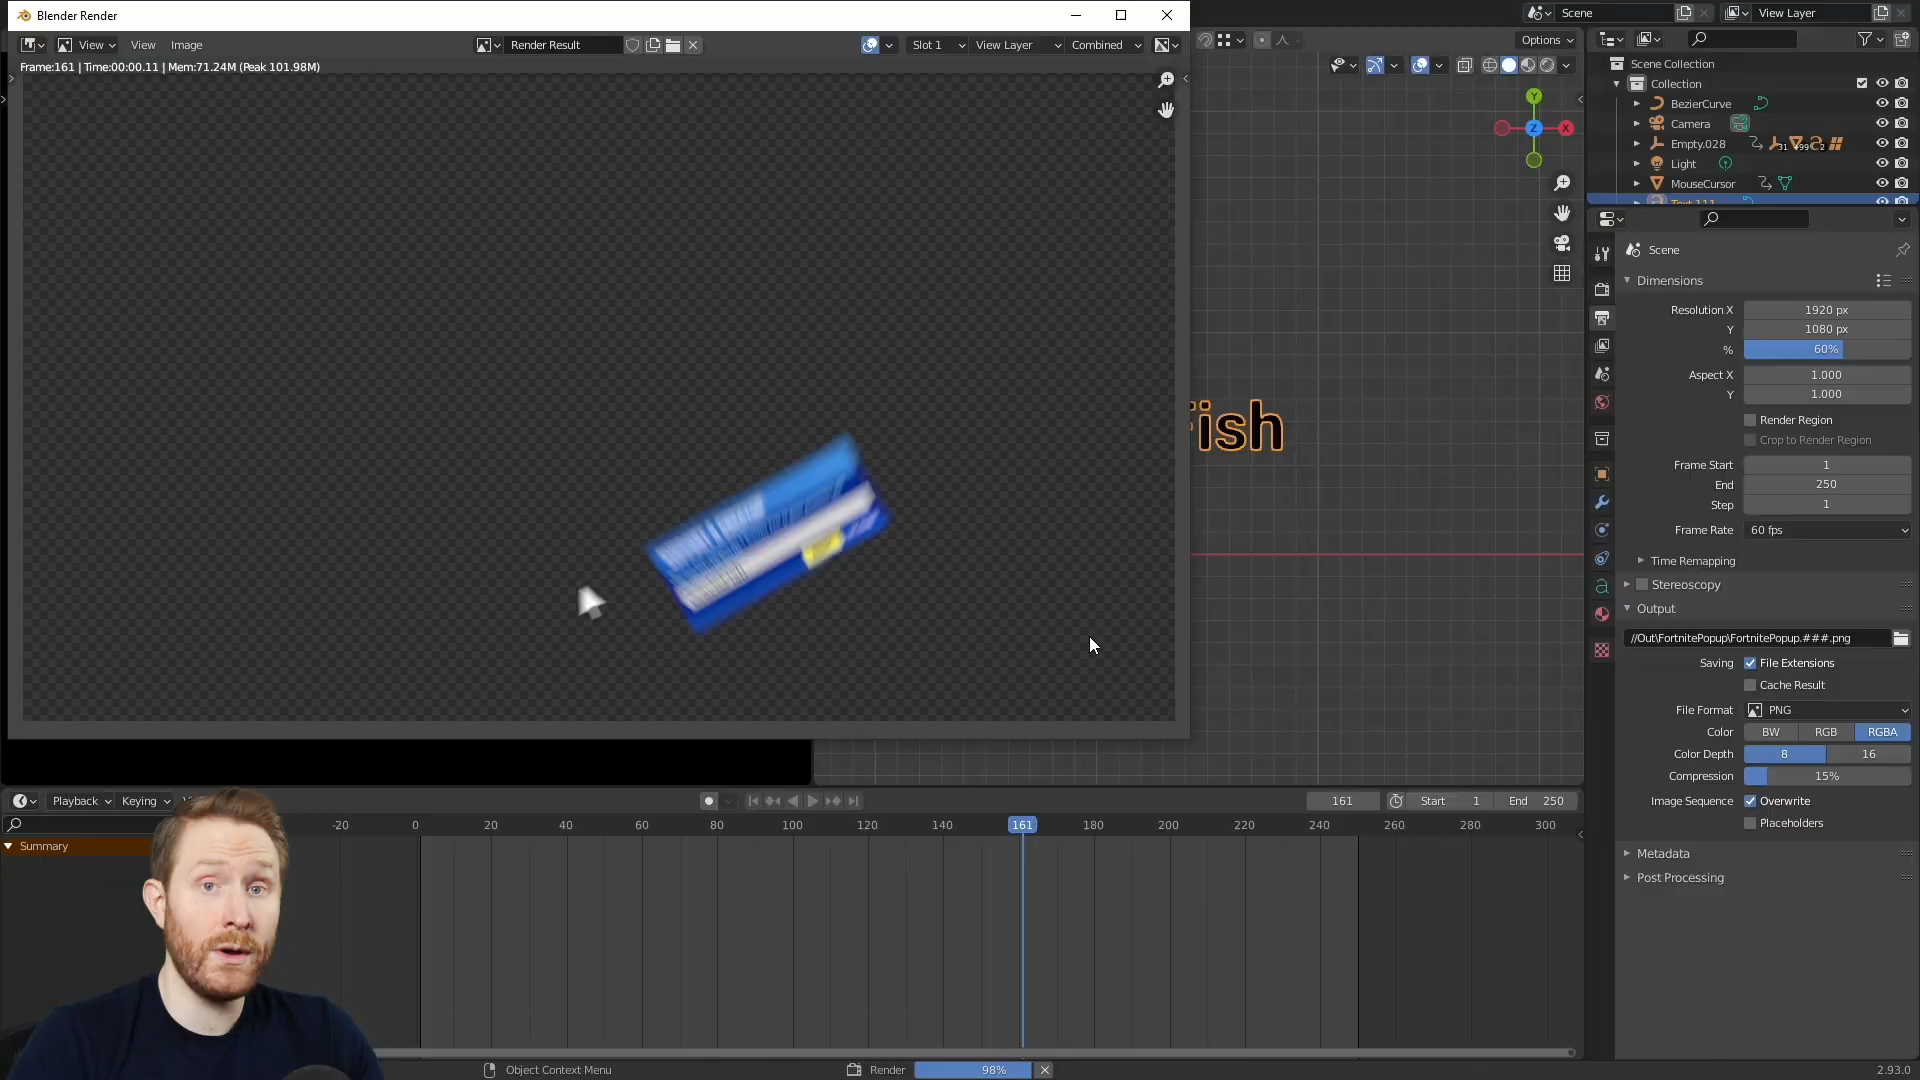 Blender Render
View View Image
Render Result
Slot 1 View Layer Combined
Frame:161 | Time:00:00.11 | Mem:71.24M (Peak 101.98M)
Options
Scene
View Layer
Scene Collection
Collection
BezierCurve
Camera
Empty.028
31 +99 2
Light
MouseCursor
Text.111
Y
Z X
ish
Scene
Dimensions
Resolution X 1920 px
Y 1080 px
% 60%
Aspect X 1.000
Y 1.000
Render Region
Crop to Render Region
Frame Start 1
End 250
Step 1
Frame Rate 60 fps
Time Remapping
Stereoscopy
Output
//Out\FortnitePopup\FortnitePopup.###.png
Saving File Extensions
Cache Result
File Format PNG
Color BW RGB RGBA
Color Depth 8 16
Compression 15%
Image Sequence Overwrite
Placeholders
Metadata
Post Processing
Playback Keying
161 Start 1 End 250
-20 0 20 40 60 80 100 120 140 161 180 200 220 240 260 280 300
Summary
Object Context Menu
Render 98%
2.93.0